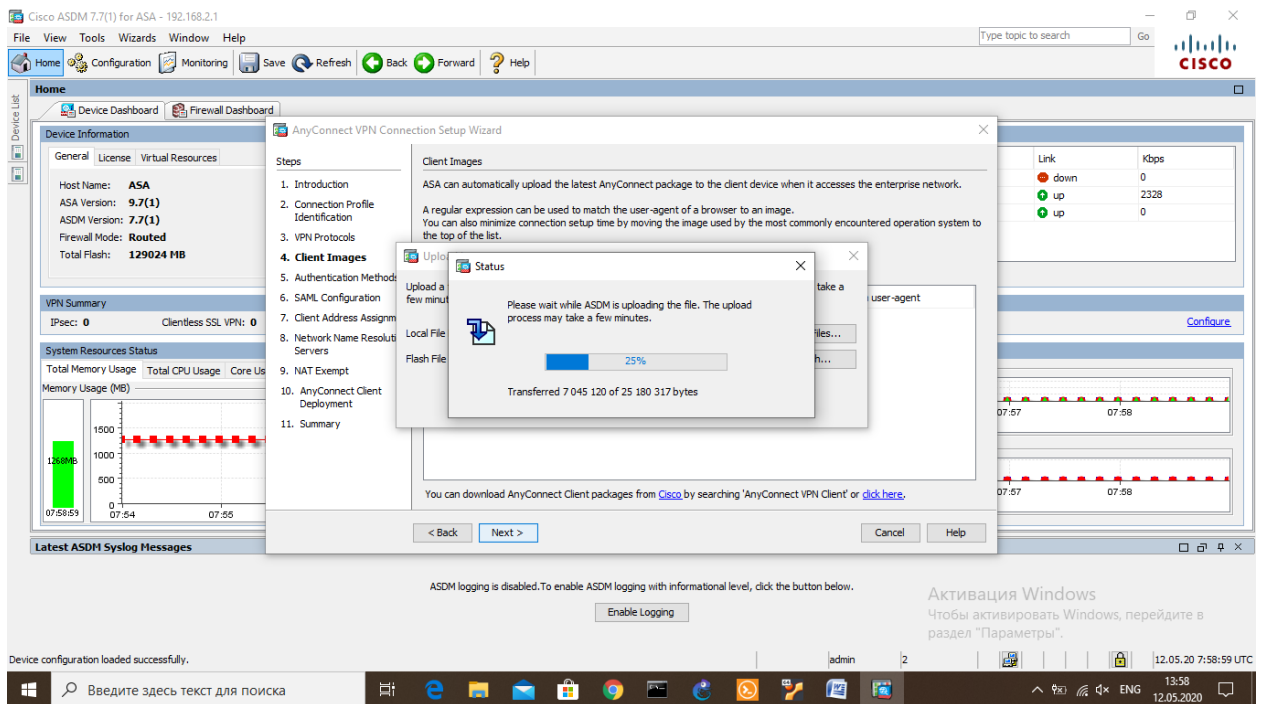 Cisco ASDM 7.7(1) for ASA - 192.168.2.1
File View Tools Wizards Window Help
Type topic to search
Go
Home Configuration Monitoring Save Refresh Back Forward Help
CISCO
Device List
Home
Device Dashboard Firewall Dashboard
Device Information
General License Virtual Resources
Host Name: ASA
ASA Version: 9.7(1)
ASDM Version: 7.7(1)
Firewall Mode: Routed
Total Flash: 129024 MB
Link Kbps
down 0
up 2328
up 0
VPN Summary
IPsec: 0 Clientless SSL VPN: 0
Configure
System Resources Status
Total Memory Usage Total CPU Usage Core Us
Memory Usage (MB)
1500
1000
500
0
1268MB
07:58:59
07:54 07:55
07:57 07:58
07:57 07:58
AnyConnect VPN Connection Setup Wizard
Steps
1. Introduction
2. Connection Profile
Identification
3. VPN Protocols
4. Client Images
5. Authentication Methods
6. SAML Configuration
7. Client Address Assignm
8. Network Name Resoluti
Servers
9. NAT Exempt
10. AnyConnect Client
Deployment
11. Summary
Client Images
ASA can automatically upload the latest AnyConnect package to the client device when it accesses the enterprise network.
A regular expression can be used to match the user-agent of a browser to an image.
You can also minimize connection setup time by moving the image used by the most commonly encountered operation system to
the top of the list.
user-agent
Uplo
Upload a
take a
few minut
Local File
iles...
Flash File
h...
Status
Please wait while ASDM is uploading the file. The upload
process may take a few minutes.
25%
Transferred 7 045 120 of 25 180 317 bytes
You can download AnyConnect Client packages from Cisco by searching 'AnyConnect VPN Client' or click here.
< Back Next > Cancel Help
Latest ASDM Syslog Messages
ASDM logging is disabled.To enable ASDM logging with informational level, click the button below.
Enable Logging
Активация Windows
Чтобы активировать Windows, перейдите в
раздел "Параметры".
Device configuration loaded successfully.
admin 2 12.05.20 7:58:59 UTC
Введите здесь текст для поиска
ENG
13:58
12.05.2020